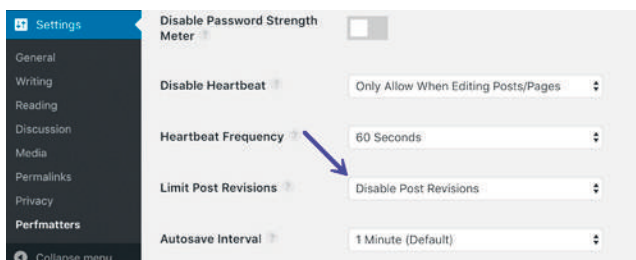 Settings
General
Writing
Reading
Discussion
Media
Permalinks
Privacy
Perfmatters
Collapse menu
Disable Password Strength
Meter ?
Disable Heartbeat ? Only Allow When Editing Posts/Pages
Heartbeat Frequency ? 60 Seconds
Limit Post Revisions ? Disable Post Revisions
Autosave Interval ? 1 Minute (Default)